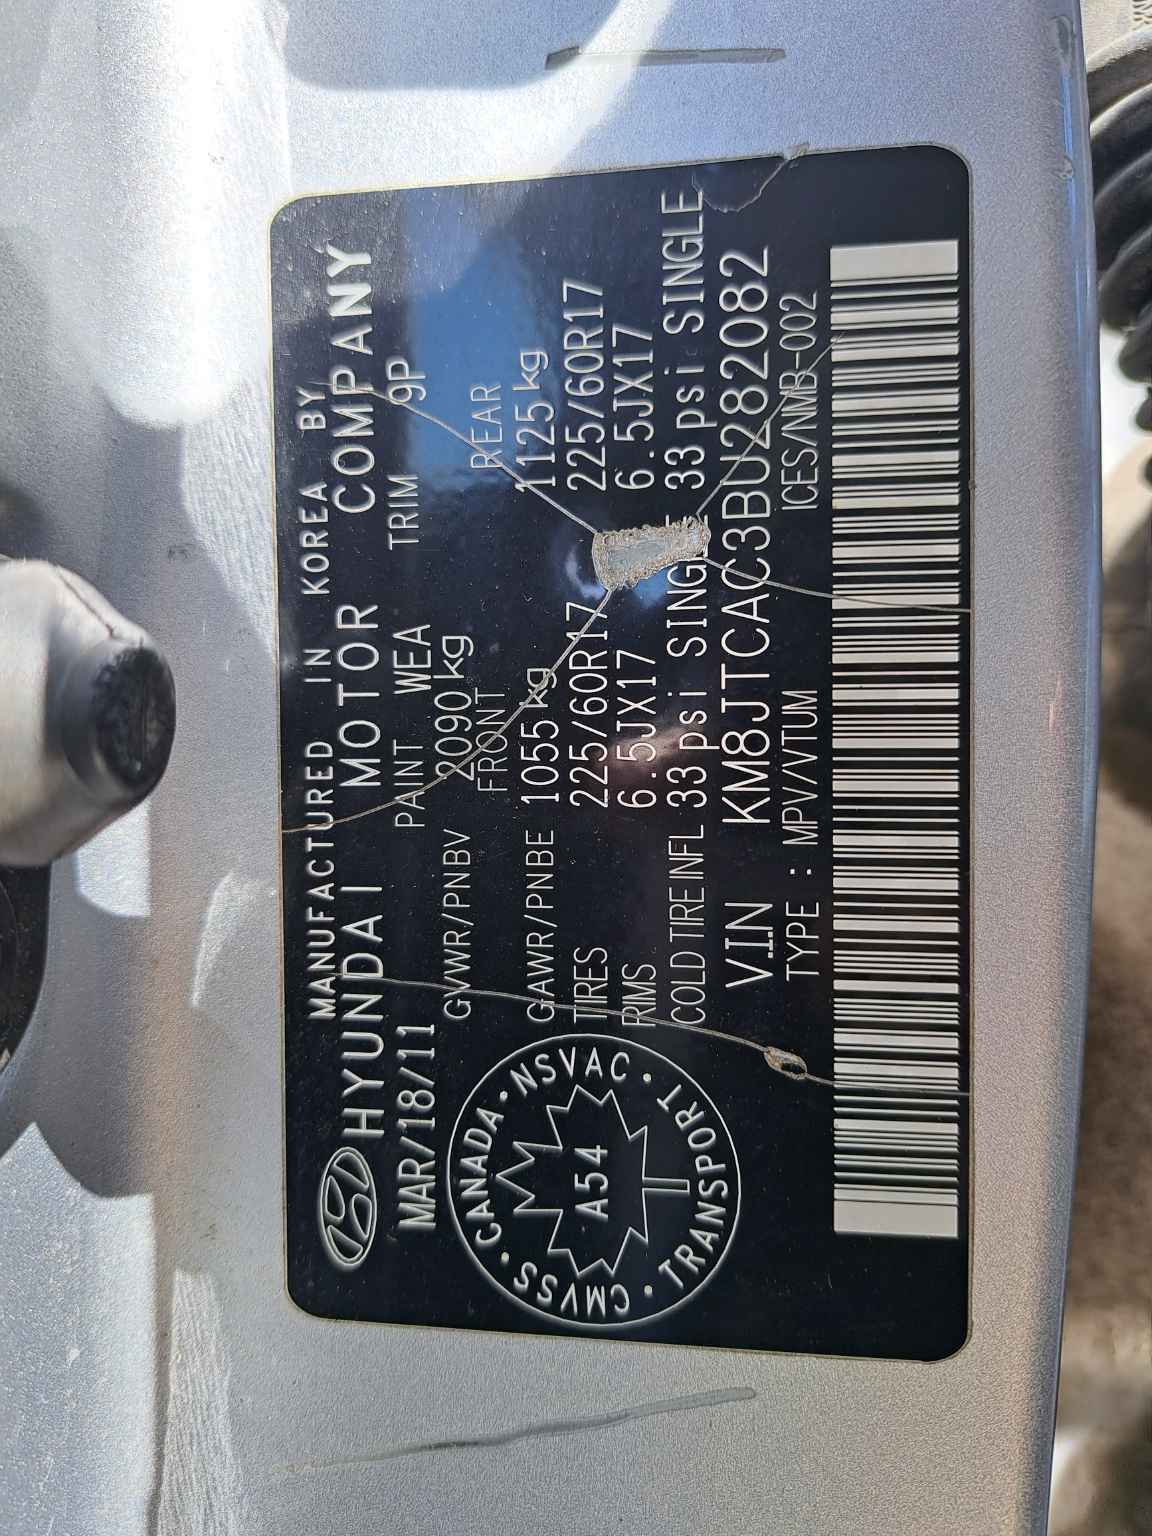 MANUFACTURED IN KOREA BY
HYUNDAI MOTOR COMPANY
MAR/18/11 PAINT WEA TRIM 9P
GVWR/PNBV 2090 kg
FRONT REAR
GAWR/PNBE 1055 kg 1125 kg
TIRES 225/60R17 225/60R17
RIMS 6.5JX17 6.5JX17
COLD TIRE INFL 33 psi SINGLE 33 psi SINGLE
V.I.N KM8JTCAC3BU282082
TYPE : MPV/VTUM ICES/NMB-002
CANADA • NSVAC • TRANSPORT • CMVSS •
A54